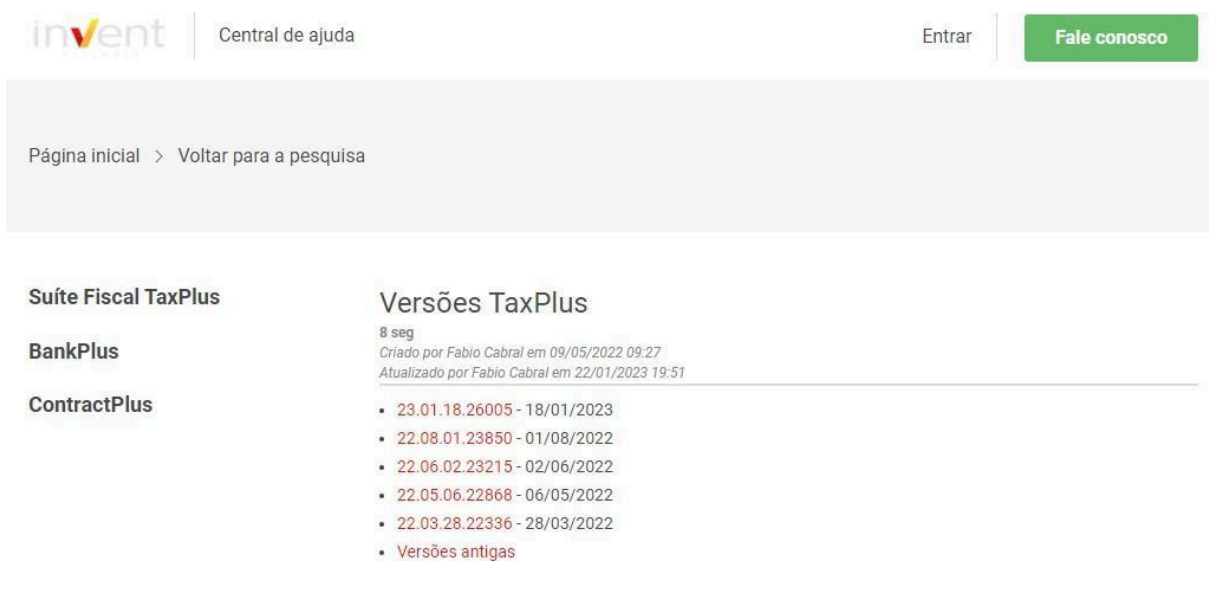 invent
Central de ajuda
Entrar
Fale conosco
Página inicial > Voltar para a pesquisa
Suíte Fiscal TaxPlus
BankPlus
ContractPlus
Versões TaxPlus
8 seg
Criado por Fabio Cabral em 09/05/2022 09:27
Atualizado por Fabio Cabral em 22/01/2023 19:51
• 23.01.18.26005 - 18/01/2023
• 22.08.01.23850 - 01/08/2022
• 22.06.02.23215 - 02/06/2022
• 22.05.06.22868 - 06/05/2022
• 22.03.28.22336 - 28/03/2022
• Versões antigas